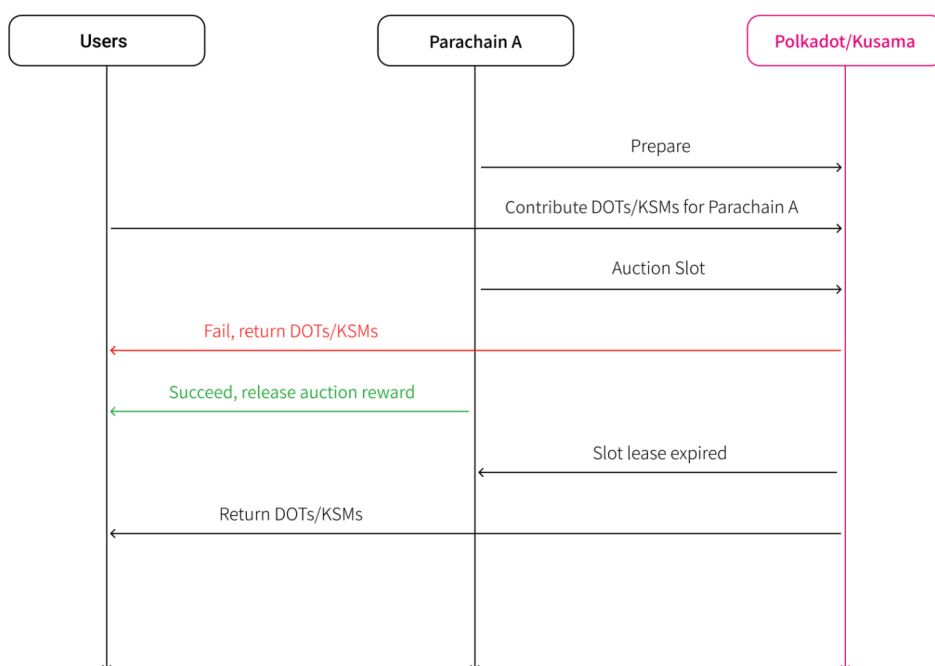 Users
Parachain A
Polkadot/Kusama
Prepare
Contribute DOTs/KSMs for Parachain A
Auction Slot
Fail, return DOTs/KSMs
Succeed, release auction reward
Slot lease expired
Return DOTs/KSMs